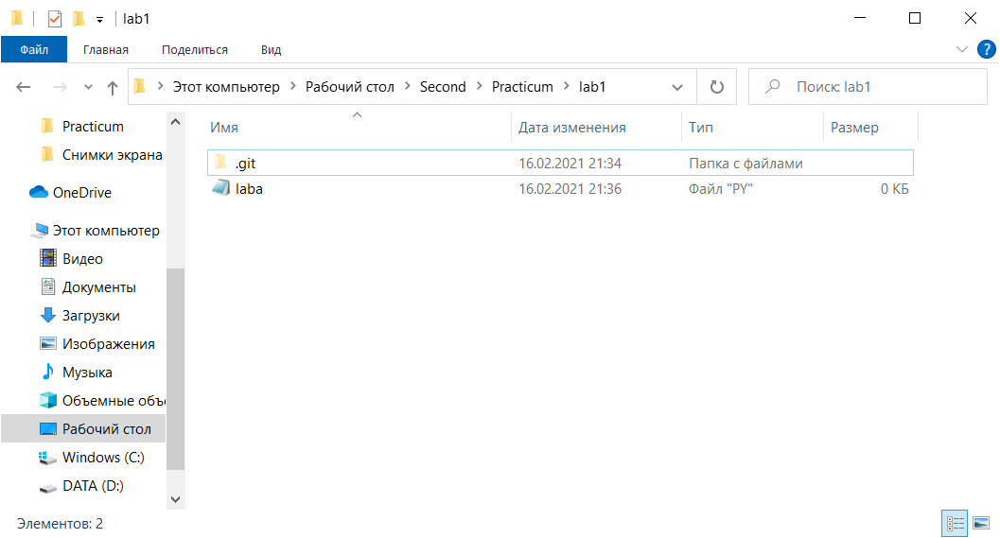 lab1
Файл Главная Поделиться Вид ?
Этот компьютер Рабочий стол Second Practicum lab1 Поиск: lab1
Имя Дата изменения Тип Размер
.git 16.02.2021 21:34 Папка с файлами
laba 16.02.2021 21:36 Файл "PY" 0 КБ
Practicum
Снимки экрана
OneDrive
Этот компьютер
Видео
Документы
Загрузки
Изображения
Музыка
Объемные объ
Рабочий стол
Windows (C:)
DATA (D:)
Элементов: 2